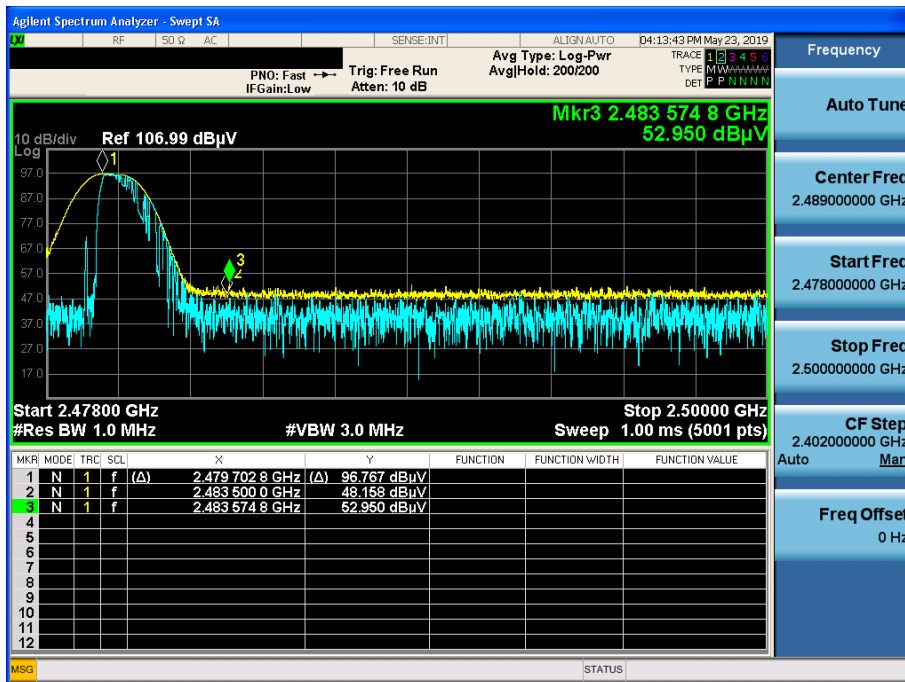 Agilent Spectrum Analyzer - Swept SA
LXI RF 50 Ω AC SENSE:INT ALIGN AUTO 04:13:43 PM May 23, 2019
Frequency
PNO: Fast
IFGain:Low
Trig: Free Run
Atten: 10 dB
Avg Type: Log-Pwr
Avg|Hold: 200/200
TRACE 1 2 3 4 5 6
TYPE M W W W W W
DET P P N N N N
Auto Tune
Mkr3 2.483 574 8 GHz
52.950 dBµV
10 dB/div Ref 106.99 dBµV
Log
97.0
87.0
77.0
67.0
57.0
47.0
37.0
27.0
17.0
1
3
2
Center Freq
2.489000000 GHz
Start Freq
2.478000000 GHz
Stop Freq
2.500000000 GHz
Start 2.47800 GHz Stop 2.50000 GHz
#Res BW 1.0 MHz #VBW 3.0 MHz Sweep 1.00 ms (5001 pts)
CF Step
2.402000000 GHz
Auto Man
Freq Offset
0 Hz
MKR MODE TRC SCL X Y FUNCTION FUNCTION WIDTH FUNCTION VALUE
1 N 1 f (Δ) 2.479 702 8 GHz (Δ) 96.767 dBµV
2 N 1 f 2.483 500 0 GHz 48.158 dBµV
3 N 1 f 2.483 574 8 GHz 52.950 dBµV
4
5
6
7
8
9
10
11
12
MSG STATUS